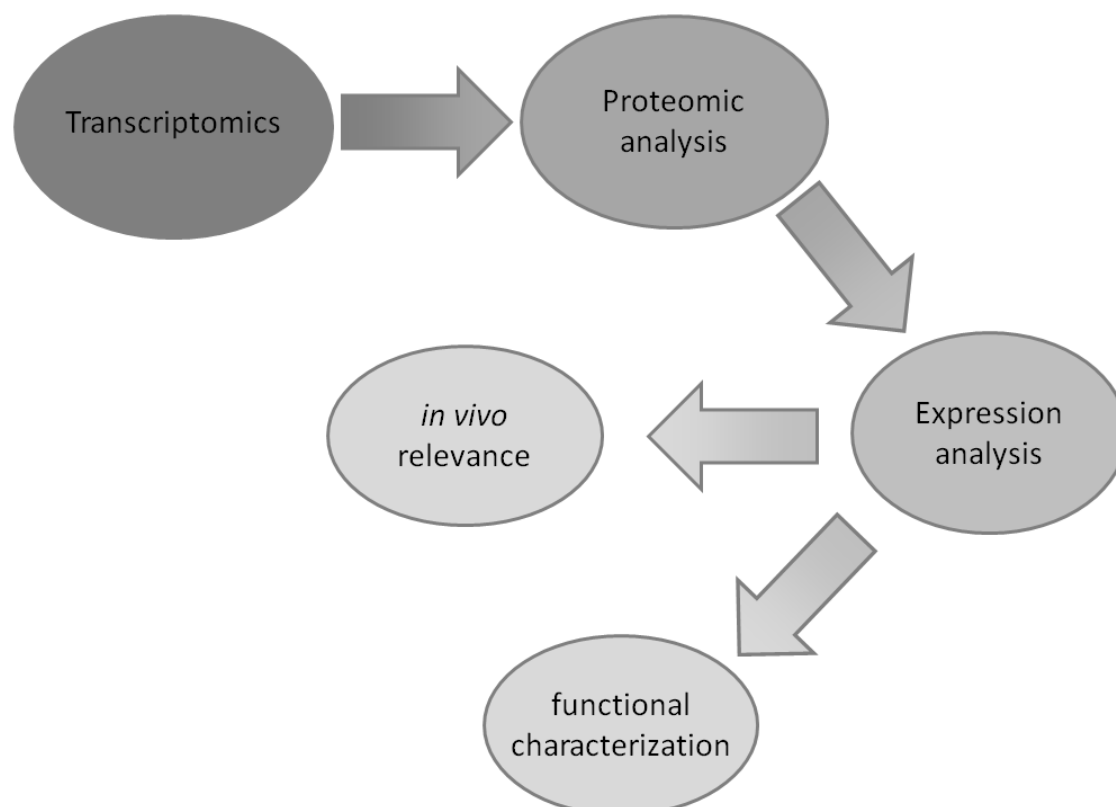 Transcriptomics
Proteomic
analysis
Expression
analysis
in vivo
relevance
functional
characterization